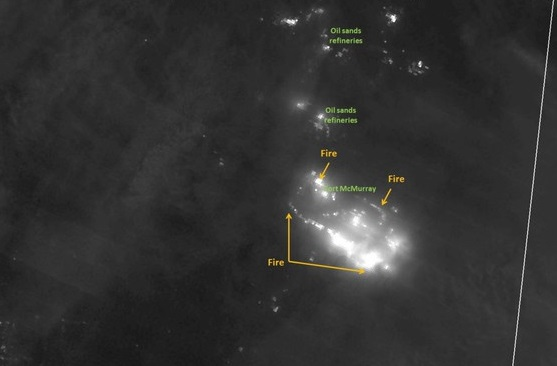 Oil sands
refineries
Oil sands
refineries
Fire
Fire
Fort McMurray
Fire